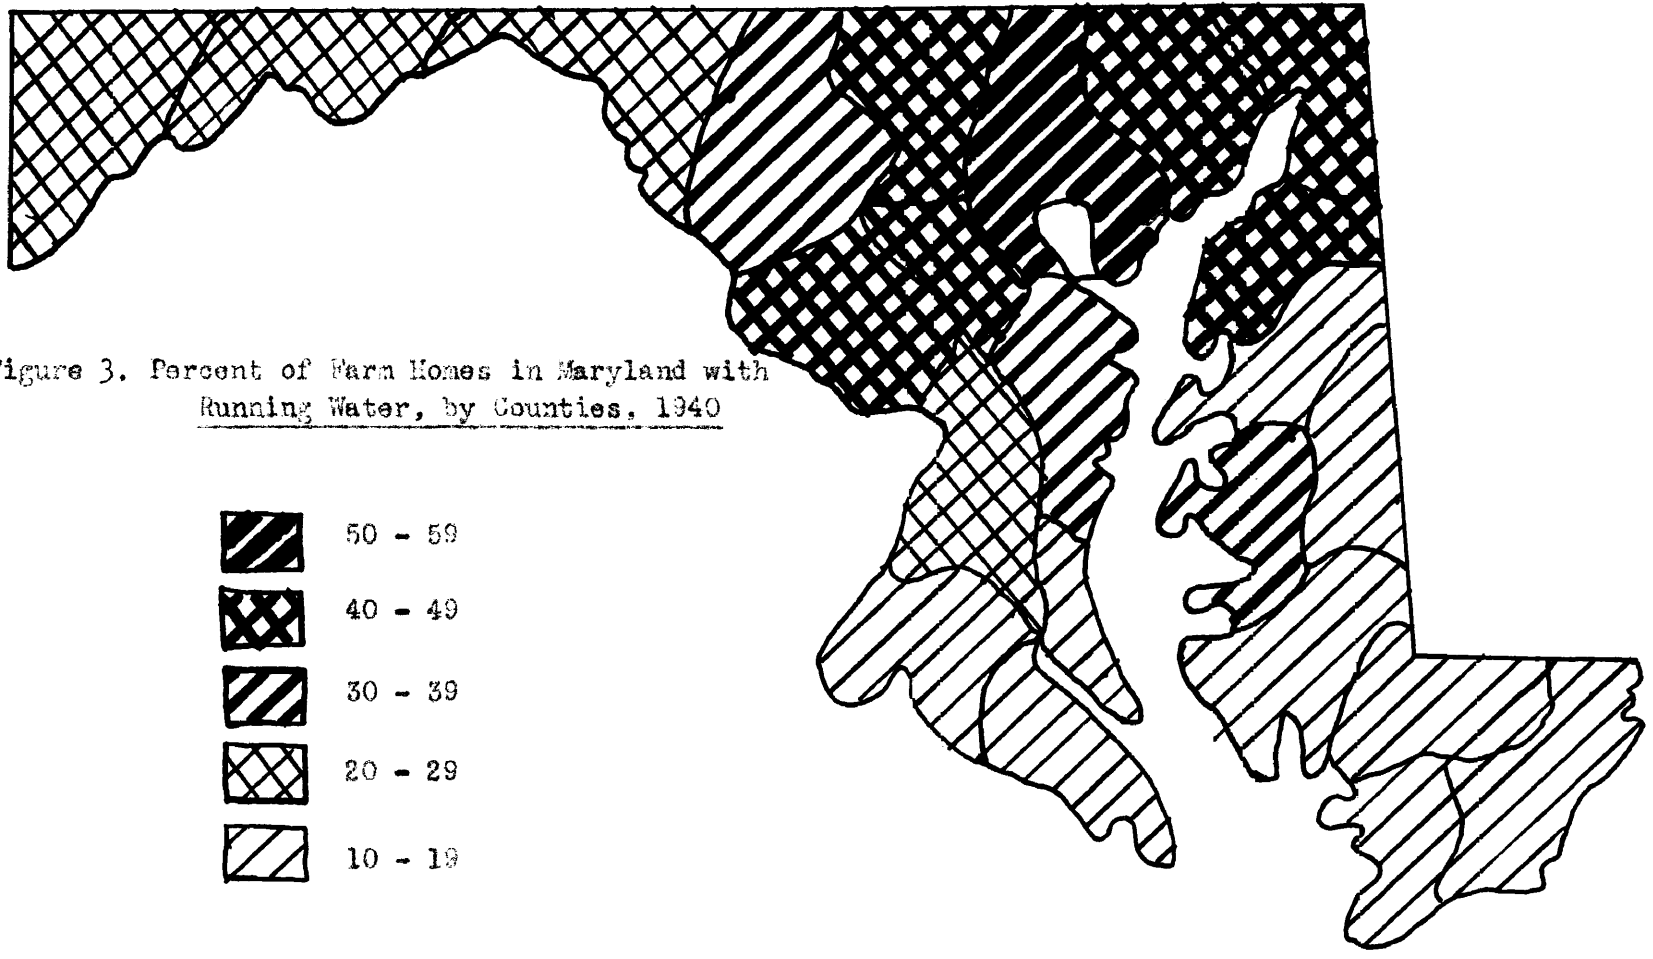 igure 3. Percent of Farm Homes in Maryland with
Running Water, by Counties, 1940
50 - 59
40 - 49
30 - 39
20 - 29
10 - 19